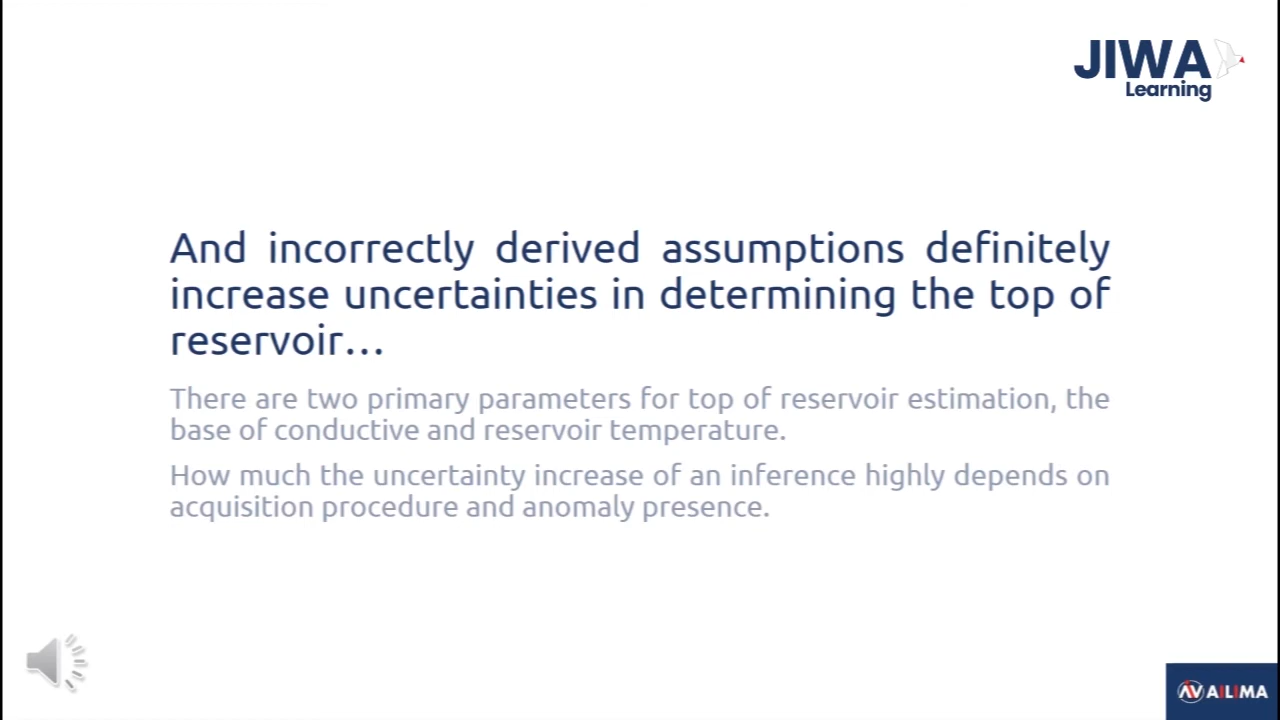 JIWA
Learning
And incorrectly derived assumptions definitely
increase uncertainties in determining the top of
reservoir…
There are two primary parameters for top of reservoir estimation, the
base of conductive and reservoir temperature.
How much the uncertainty increase of an inference highly depends on
acquisition procedure and anomaly presence.
AILIMA